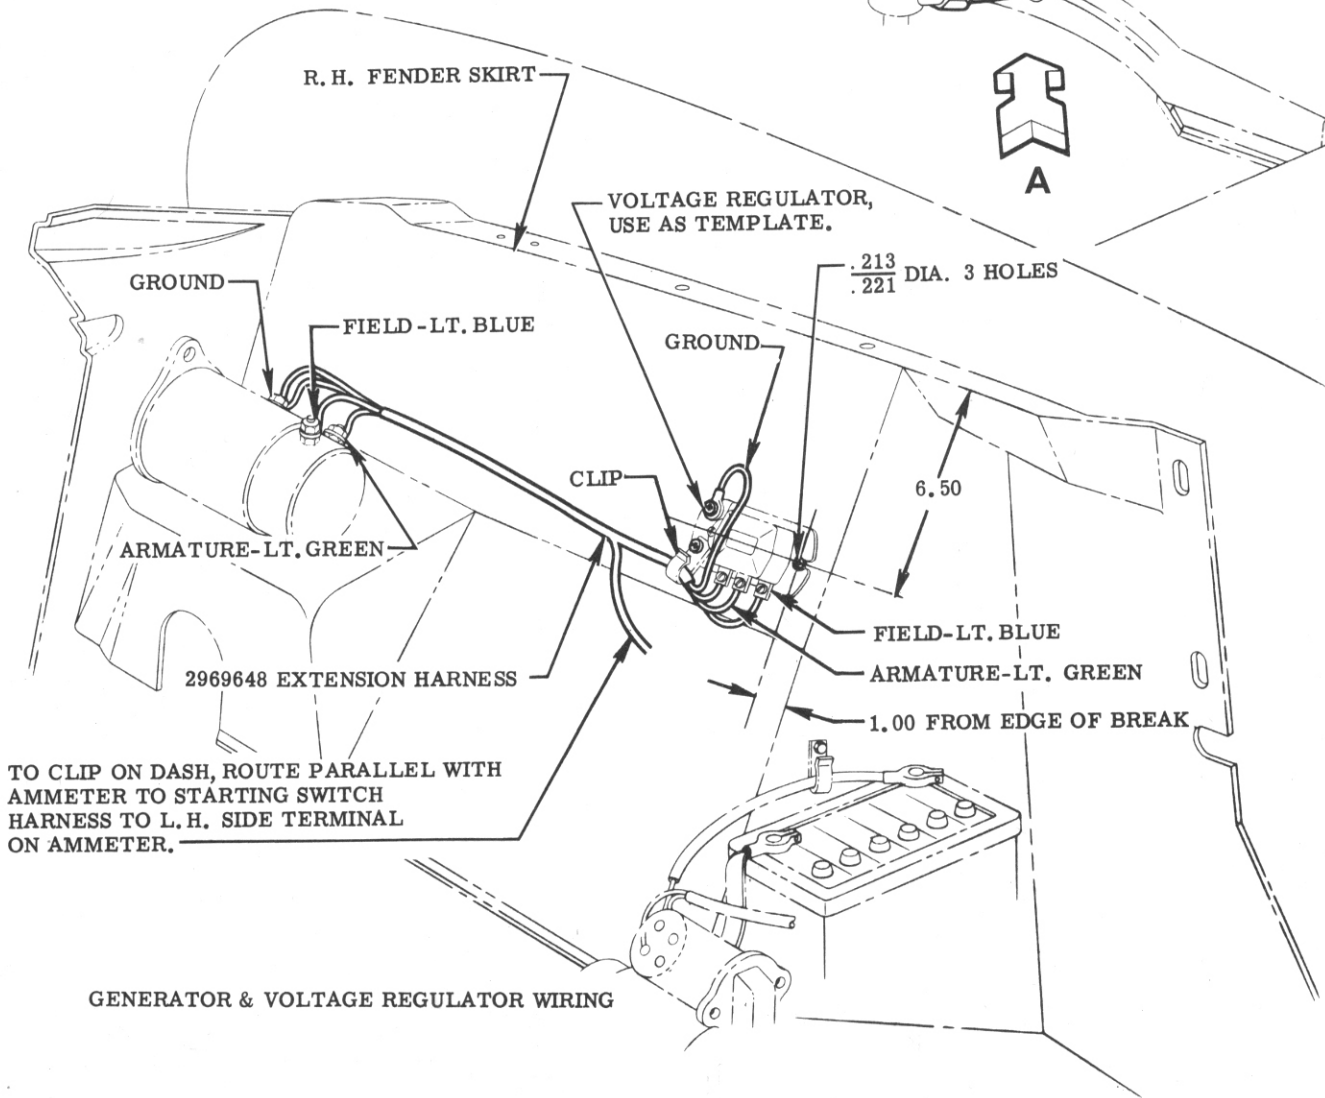 R. H. FENDER SKIRT
A
VOLTAGE REGULATOR,
USE AS TEMPLATE.
.213
.221 DIA. 3 HOLES
GROUND
FIELD-LT. BLUE
GROUND
CLIP
6.50
ARMATURE-LT. GREEN
FIELD-LT. BLUE
2969648 EXTENSION HARNESS
ARMATURE-LT. GREEN
1.00 FROM EDGE OF BREAK
TO CLIP ON DASH, ROUTE PARALLEL WITH
AMMETER TO STARTING SWITCH
HARNESS TO L. H. SIDE TERMINAL
ON AMMETER.
GENERATOR & VOLTAGE REGULATOR WIRING